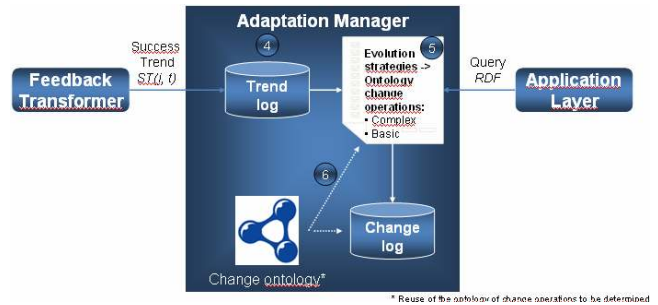 Adaptation Manager
Success
Trend
ST(i, t)
4
5
Evolution
strategies ->
Ontology
change
operations:
• Complex
• Basic
Query
RDF
Feedback
Transformer
Trend
log
Application
Layer
6
Change
log
Change ontology*
* Reuse of the ontology of change operations to be determined